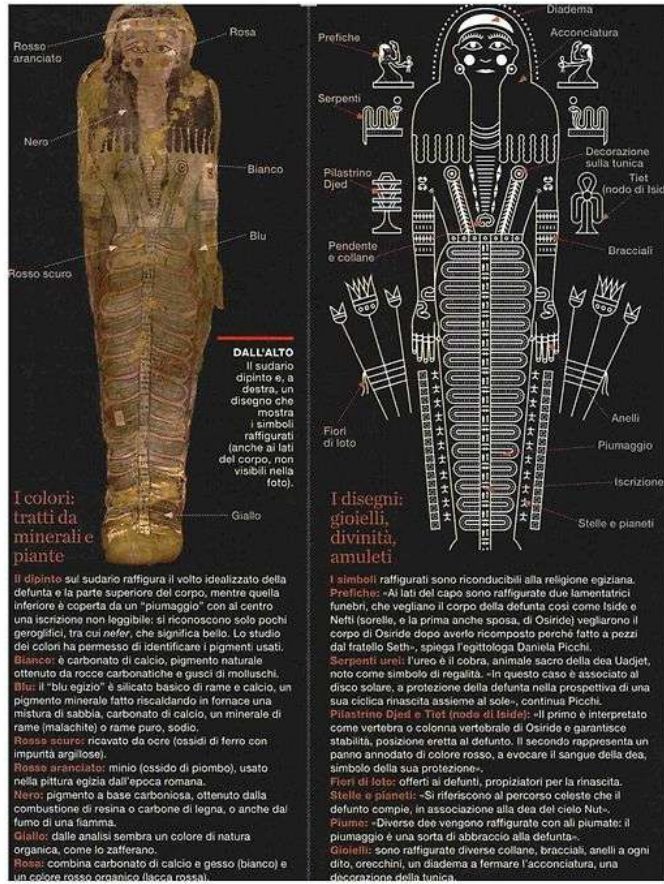 Rosso
aranciato
Rosa
Nero
Bianco
Blu
Rosso scuro
DALL'ALTO
Il sudario
dipinto e, a
destra, un
disegno che
mostra
i simboli
raffigurati
(anche ai lati
del corpo, non
visibili nella
foto).
Giallo
I colori:
tratti da
minerali e
piante
Il dipinto sul sudario raffigura il volto idealizzato della
defunta e la parte superiore del corpo, mentre quella
inferiore è coperta da un "piumaggio" con al centro
una iscrizione non leggibile: si riconoscono solo pochi
geroglifici, tra cui nefer, che significa bello. Lo studio
dei colori ha permesso di identificare i pigmenti usati.
Bianco: è carbonato di calcio, pigmento naturale
ottenuto da rocce carbonatiche e gusci di molluschi.
Blu: il "blu egizio" è silicato basico di rame e calcio, un
pigmento minerale fatto riscaldando in fornace una
mistura di sabbia, carbonato di calcio, un minerale di
rame (malachite) o rame puro, sodio.
Rosso scuro: ricavato da ocre (ossidi di ferro con
impurità argillose).
Rosso aranciato: minio (ossido di piombo), usato
nella pittura egizia dall'epoca romana.
Nero: pigmento a base carboniosa, ottenuto dalla
combustione di resina o carbone di legna, o anche dal
fumo di una fiamma.
Giallo: dalle analisi sembra un colore di natura
organica, come lo zafferano.
Rosa: combina carbonato di calcio e gesso (bianco) e
un colore rosso organico (lacca rossa).
Diadema
Prefiche
Acconciatura
Serpenti
Decorazione
sulla tunica
Pilastrino
Djed
Tiet
(nodo di Iside)
Pendente
e collane
Bracciali
Fiori
di loto
Anelli
Piumaggio
Iscrizione
Stelle e pianeti
I disegni:
gioielli,
divinità,
amuleti
I simboli raffigurati sono riconducibili alla religione egiziana.
Prefiche: «Ai lati del capo sono raffigurate due lamentatrici
funebri, che vegliano il corpo della defunta così come Iside e
Nefti (sorelle, e la prima anche sposa, di Osiride) vegliarono il
corpo di Osiride dopo averlo ricomposto perché fatto a pezzi
dal fratello Seth», spiega l'egittologa Daniela Picchi.
Serpenti urei: l'ureo è il cobra, animale sacro della dea Uadjet,
noto come simbolo di regalità. «In questo caso è associato al
disco solare, a protezione della defunta nella prospettiva di una
sua ciclica rinascita assieme al sole», continua Picchi.
Pilastrino Djed e Tiet (nodo di Iside): «Il primo è interpretato
come vertebra o colonna vertebrale di Osiride e garantisce
stabilità, posizione eretta al defunto. Il secondo rappresenta un
panno annodato di colore rosso, a evocare il sangue della dea,
simbolo della sua protezione».
Fiori di loto: offerti ai defunti, propiziatori per la rinascita.
Stelle e pianeti: «Si riferiscono al percorso celeste che il
defunto compie, in associazione alla dea del cielo Nut».
Piume: «Diverse dee vengono raffigurate con ali piumate: il
piumaggio è una sorta di abbraccio alla defunta».
Gioielli: sono raffigurate diverse collane, bracciali, anelli a ogni
dito, orecchini, un diadema a fermare l'acconciatura, una
decorazione della tunica.